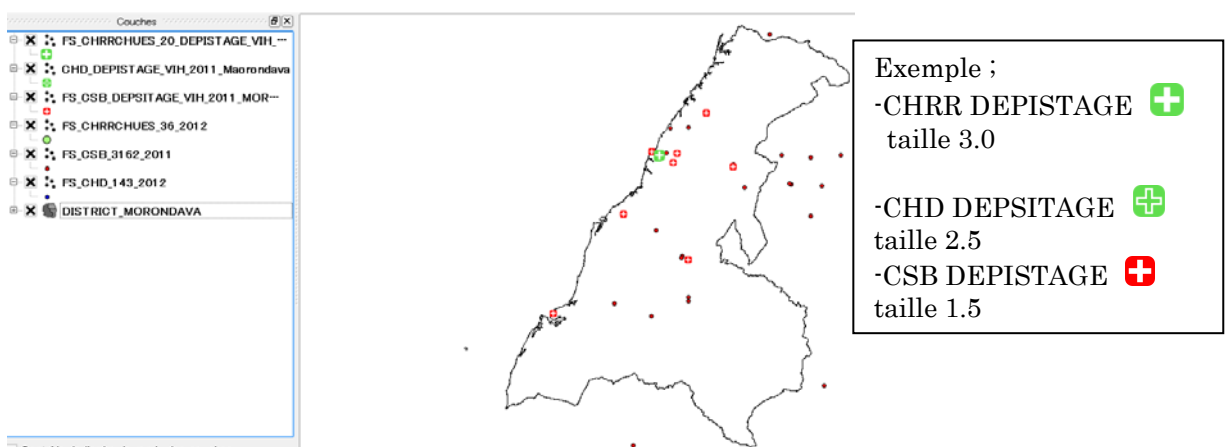 Couches
FS_CHRRCHUES_20_DEPISTAGE_VIH_...
CHD_DEPISTAGE_VIH_2011_Maorondava
FS_CSB_DEPSITAGE_VIH_2011_MOR...
FS_CHRRCHUES_36_2012
FS_CSB_3162_2011
FS_CHD_143_2012
DISTRICT_MORONDAVA
Exemple ;
-CHRR DEPISTAGE
taille 3.0
-CHD DEPSITAGE
taille 2.5
-CSB DEPISTAGE
taille 1.5